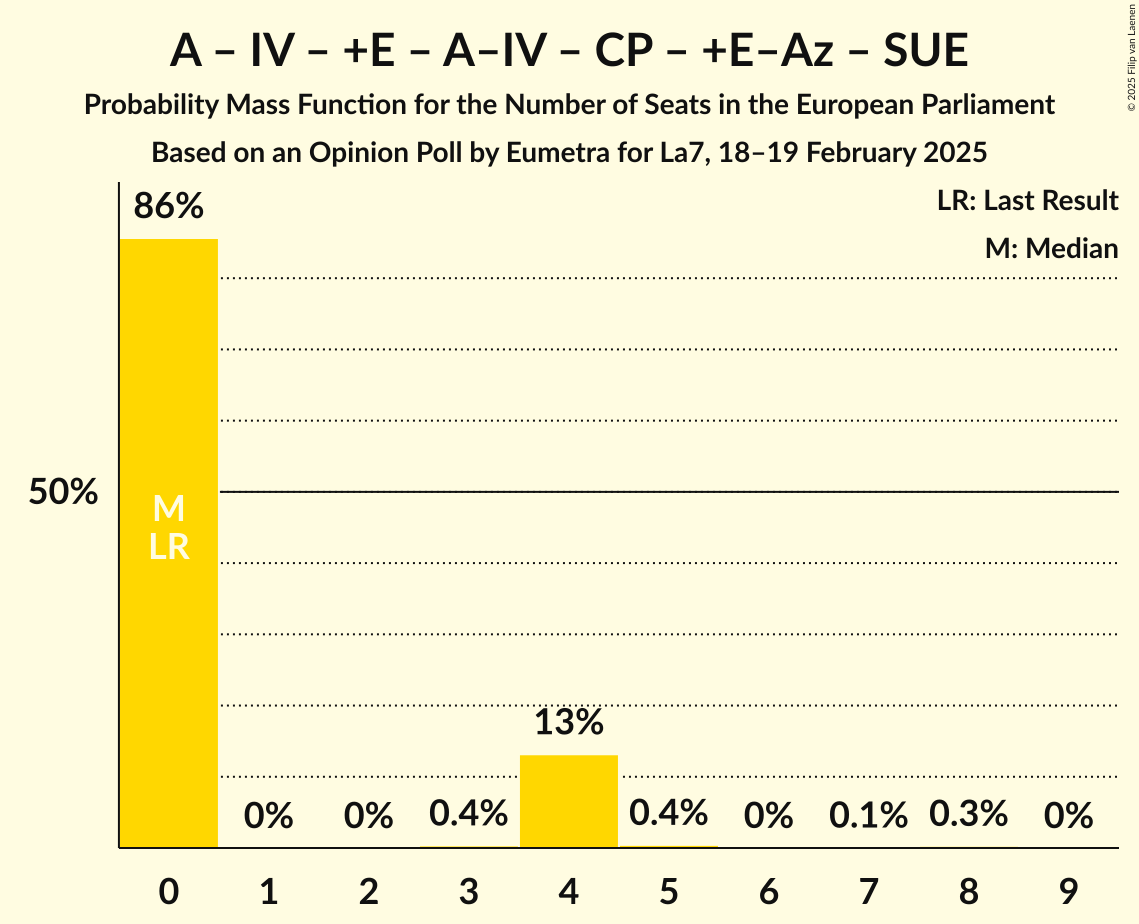 A – IV – +E – A–IV – CP – +E–Az – SUE
Probability Mass Function for the Number of Seats in the European Parliament
Based on an Opinion Poll by Eumetra for La7, 18–19 February 2025
© 2025 Filip van Laenen
LR: Last Result
M: Median
86%
50%
M
LR
13%
0% 0% 0.4% 0.4% 0% 0.1% 0.3% 0%
0 1 2 3 4 5 6 7 8 9